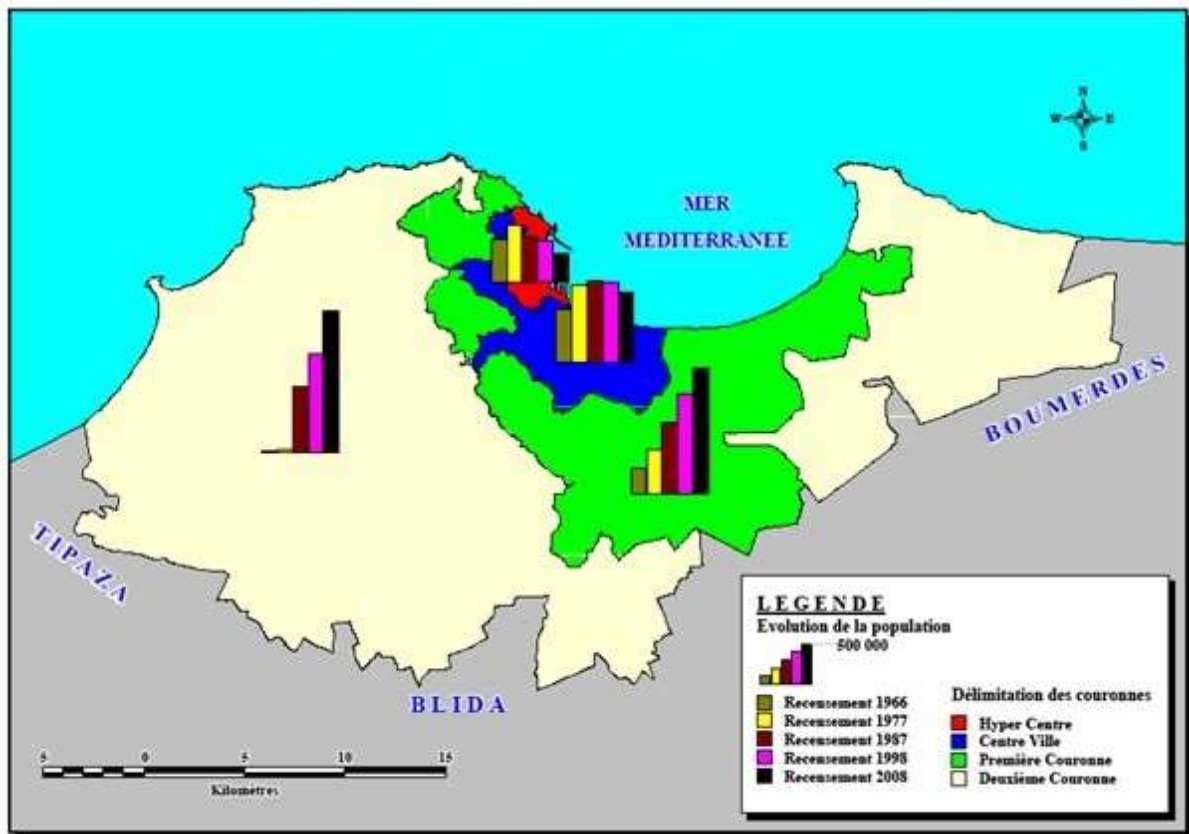 N
W E
S
MER
MEDITERRANEE
BOUMERDES
TIPAZA
BLIDA
5 0 5 10 15
Kilometres
LEGENDE
Evolution de la population
500 000
Recensement 1966
Recensement 1977
Recensement 1987
Recensement 1998
Recensement 2008
Délimitation des couronnes
Hyper Centre
Centre Ville
Première Couronne
Deuxième Couronne